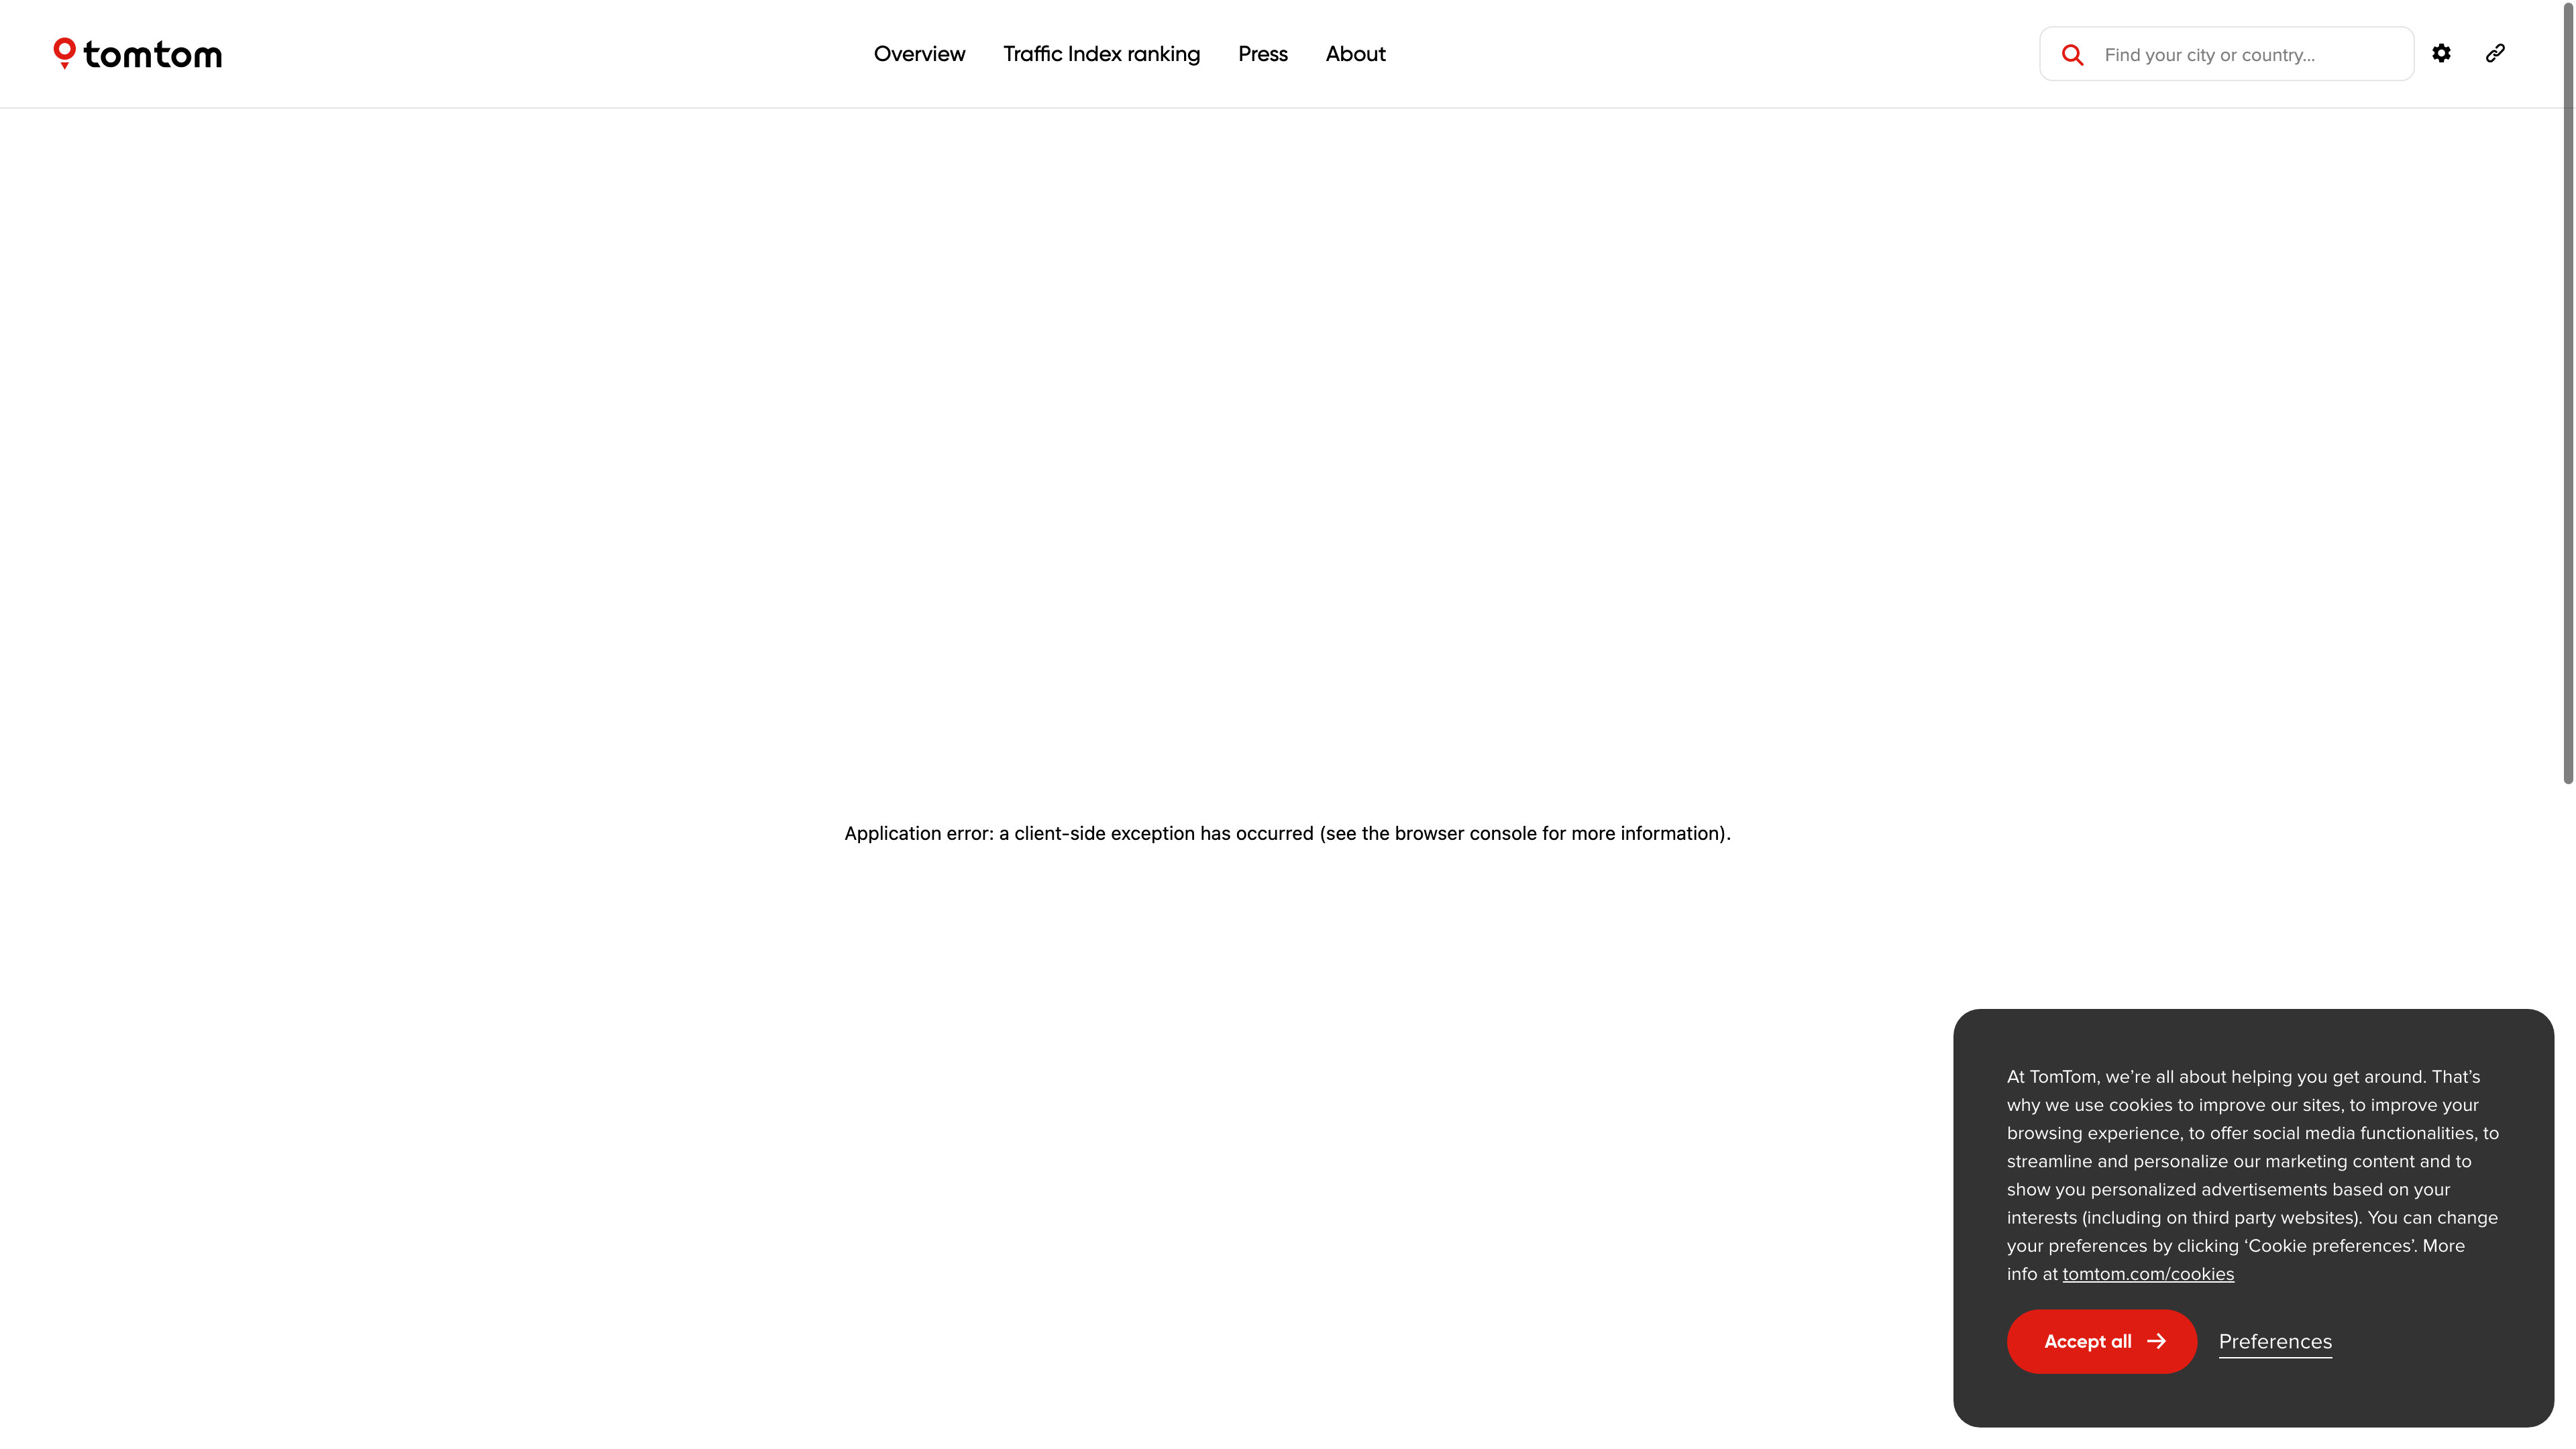 tomtom
Overview Traffic Index ranking Press About
Find your city or country...
Application error: a client-side exception has occurred (see the browser console for more information).
At TomTom, we’re all about helping you get around. That’s
why we use cookies to improve our sites, to improve your
browsing experience, to offer social media functionalities, to
streamline and personalize our marketing content and to
show you personalized advertisements based on your
interests (including on third party websites). You can change
your preferences by clicking ‘Cookie preferences’. More
info at tomtom.com/cookies
Accept all Preferences